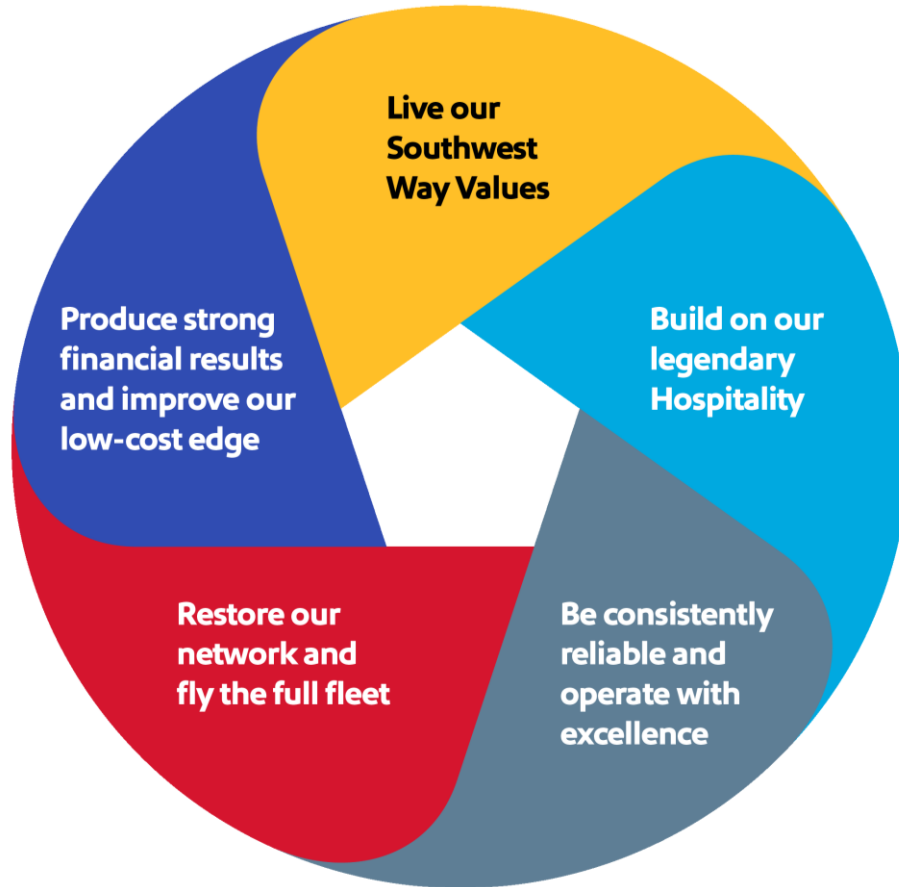 Live our
Southwest
Way Values
Build on our
legendary
Hospitality
Be consistently
reliable and
operate with
excellence
Restore our
network and
fly the full fleet
Produce strong
financial results
and improve our
low-cost edge